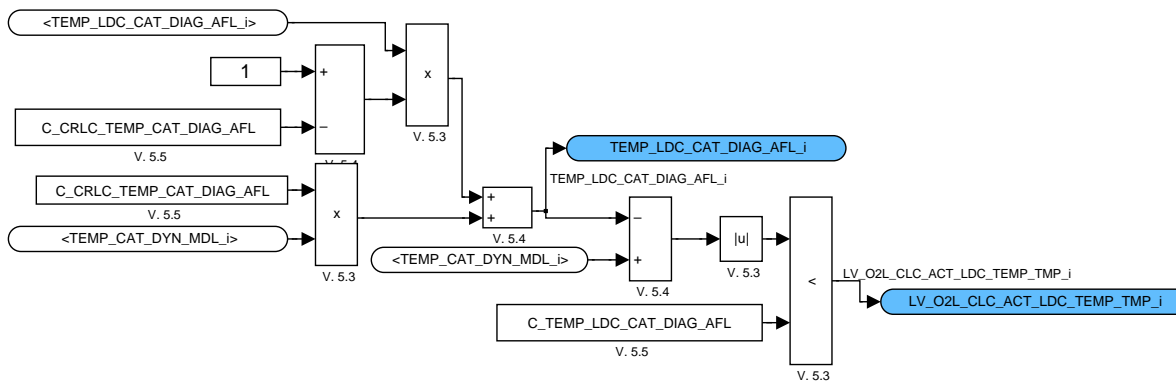 <TEMP_LDC_CAT_DIAG_AFL_i>
1
+
−
x
V. 5.3
C_CRLC_TEMP_CAT_DIAG_AFL
V. 5.5
C_CRLC_TEMP_CAT_DIAG_AFL
V. 5.5
x
V. 5.3
<TEMP_CAT_DYN_MDL_i>
TEMP_LDC_CAT_DIAG_AFL_i
TEMP_LDC_CAT_DIAG_AFL_i
+
+
V. 5.4
−
+
V. 5.4
<TEMP_CAT_DYN_MDL_i>
|u|
V. 5.3
C_TEMP_LDC_CAT_DIAG_AFL
V. 5.5
<
V. 5.3
LV_O2L_CLC_ACT_LDC_TEMP_TMP_i
LV_O2L_CLC_ACT_LDC_TEMP_TMP_i